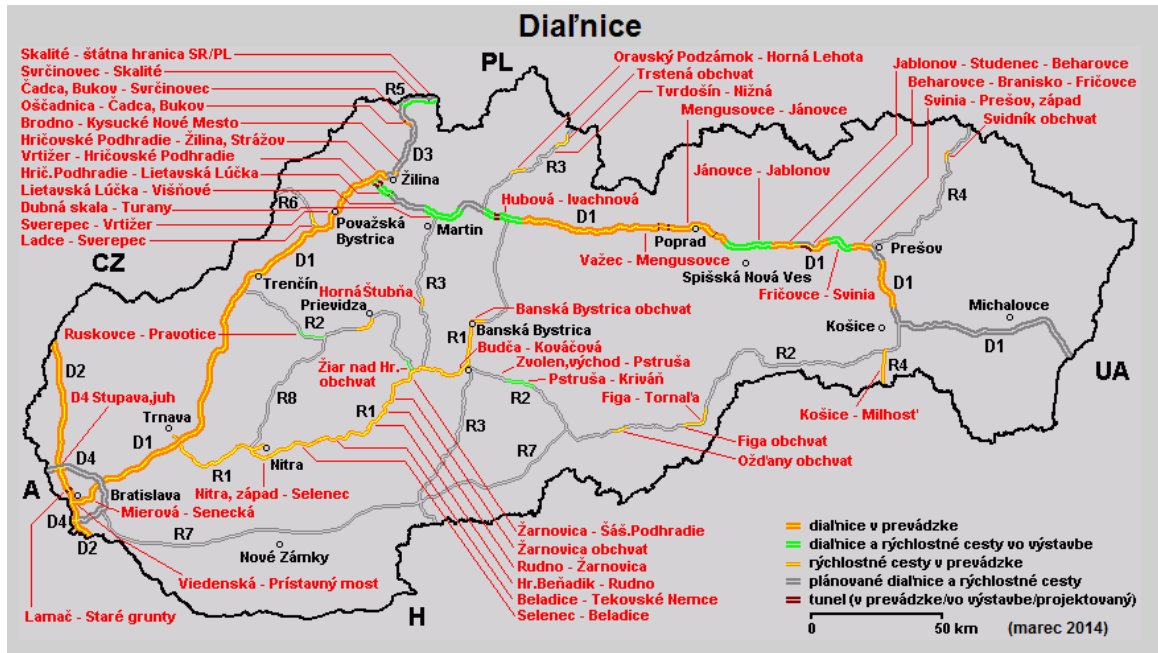 Diaľnice
Skalité - štátna hranica SR/PL
Svrčinovec - Skalité
Čadca, Bukov - Svrčinovec
Oščadnica - Čadca, Bukov
Brodno - Kysucké Nové Mesto
Hričovské Podhradie - Žilina, Strážov
Vrtižer - Hričovské Podhradie
Hrič.Podhradie - Lietavská Lúčka
Lietavská Lúčka - Višňové
Dubná skala - Turany
Sverepec - Vrtižer
Ladce - Sverepec
PL
Oravský Podzámok - Horná Lehota
Trstená obchvat
Tvrdošín - Nižná
Mengusovce - Jánovce
Jablonov - Studenec - Beharovce
Beharovce - Branisko - Fričovce
Svinia - Prešov, západ
Svidník obchvat
R5
D3
R3
Jánovce - Jablonov
R4
Žilina
R6
Hubová - Ivachnová
D1
Považská
Bystrica
Martin
Poprad
Prešov
CZ
D1
Važec - Mengusovce
Spišská Nová Ves
D1
D1
Trenčín
Fričovce - Svinia
Prievidza
Horná Štubňa
R3
Michalovce
Ruskovce - Pravotice
R2
Banská Bystrica obchvat
R1
Banská Bystrica
Košice
D1
Budča - Kováčová
Žiar nad Hr.
obchvat
Zvolen,východ - Pstruša
R2
UA
D2
Pstruša - Kriváň
R4
D4 Stupava,juh
R8
R2
Figa - Tornaľa
Trnava
R1
Košice - Milhosť
D1
R3
Figa obchvat
D4
R7
Ožďany obchvat
R1
Nitra
A
Bratislava
Nitra, západ - Selenec
Mierová - Senecká
D4
D2
R7
Nové Zámky
Viedenská - Prístavný most
Lamač - Staré grunty
H
Žarnovica - Šáš.Podhradie
Žarnovica obchvat
Rudno - Žarnovica
Hr.Beňadik - Rudno
Beladice - Tekovské Nemce
Selenec - Beladice
diaľnice v prevádzke
diaľnice a rýchlostné cesty vo výstavbe
rýchlostné cesty v prevádzke
plánované diaľnice a rýchlostné cesty
tunel (v prevádzke/vo výstavbe/projektovaný)
0 50 km (marec 2014)